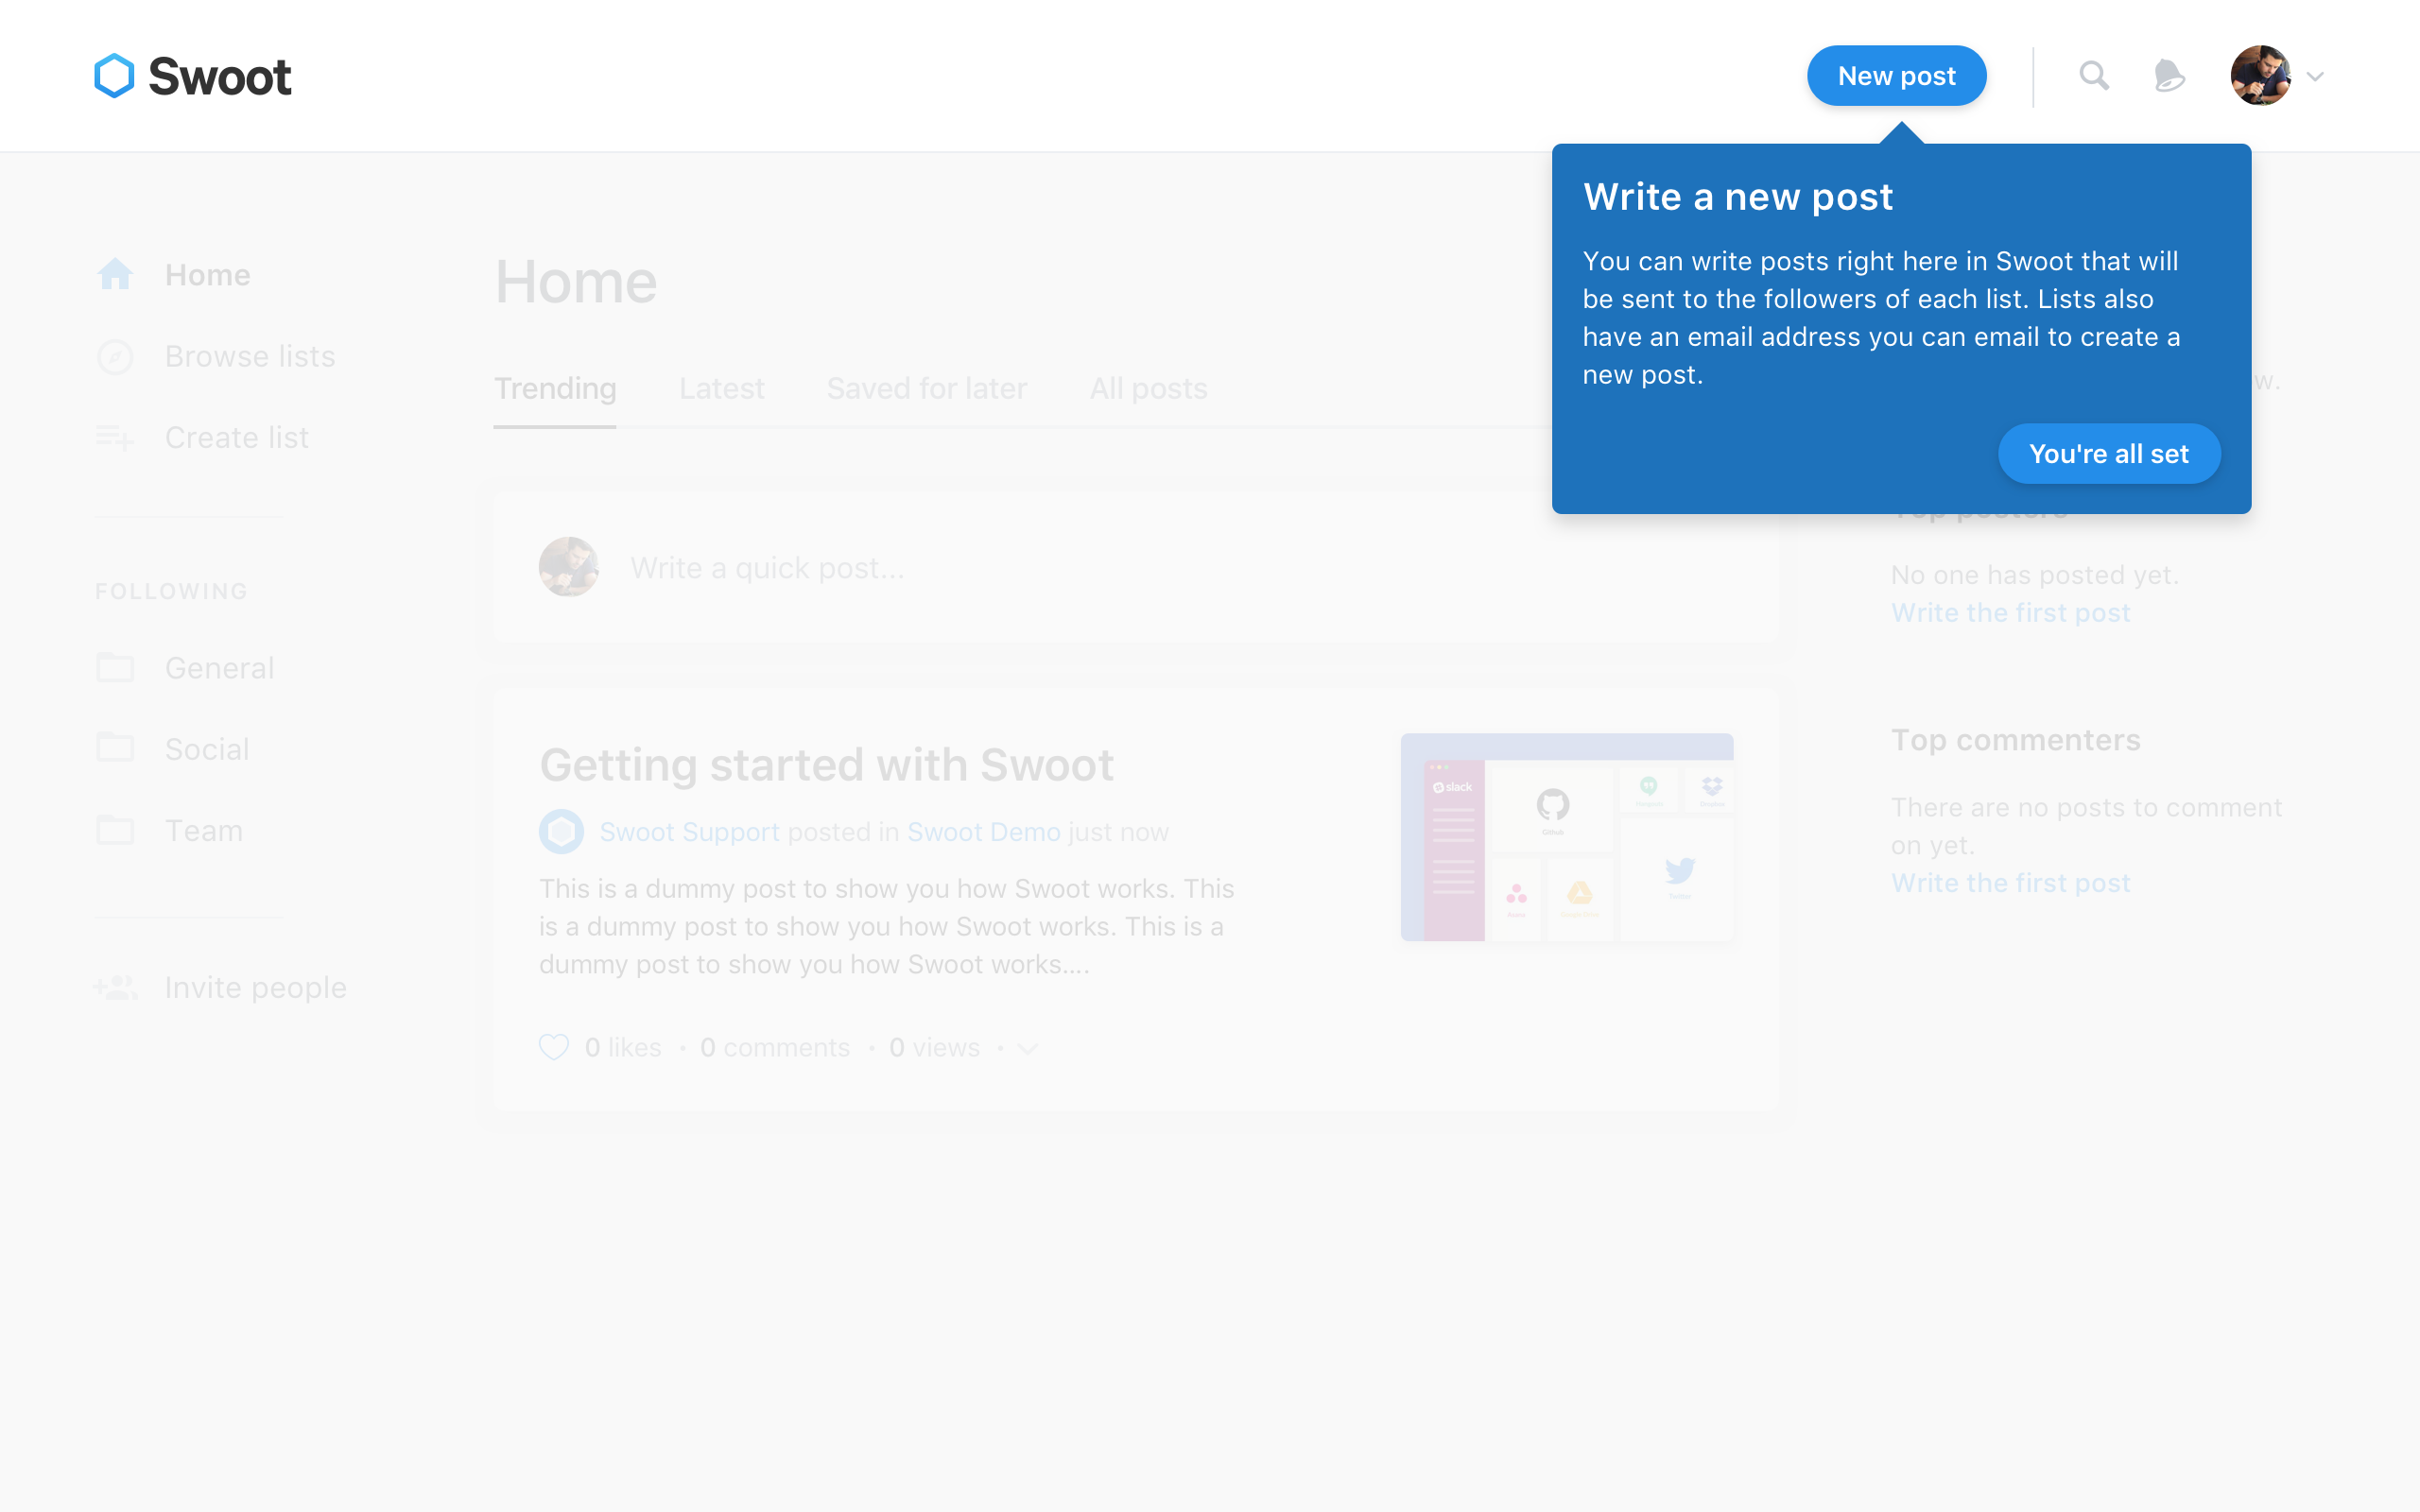 Swoot
New post
Write a new post
You can write posts right here in Swoot that will
be sent to the followers of each list. Lists also
have an email address you can email to create a
new post.
You're all set
Home
Browse lists
Create list
FOLLOWING
General
Social
Team
Invite people
Home
Trending
Latest
Saved for later
All posts
Write a quick post...
Getting started with Swoot
Swoot Support posted in Swoot Demo just now
This is a dummy post to show you how Swoot works. This
is a dummy post to show you how Swoot works. This is a
dummy post to show you how Swoot works....
0 likes • 0 comments • 0 views •
slack
Github
Dropbox
Twitter
w.
Top posters
No one has posted yet.
Write the first post
Top commenters
There are no posts to comment
on yet.
Write the first post